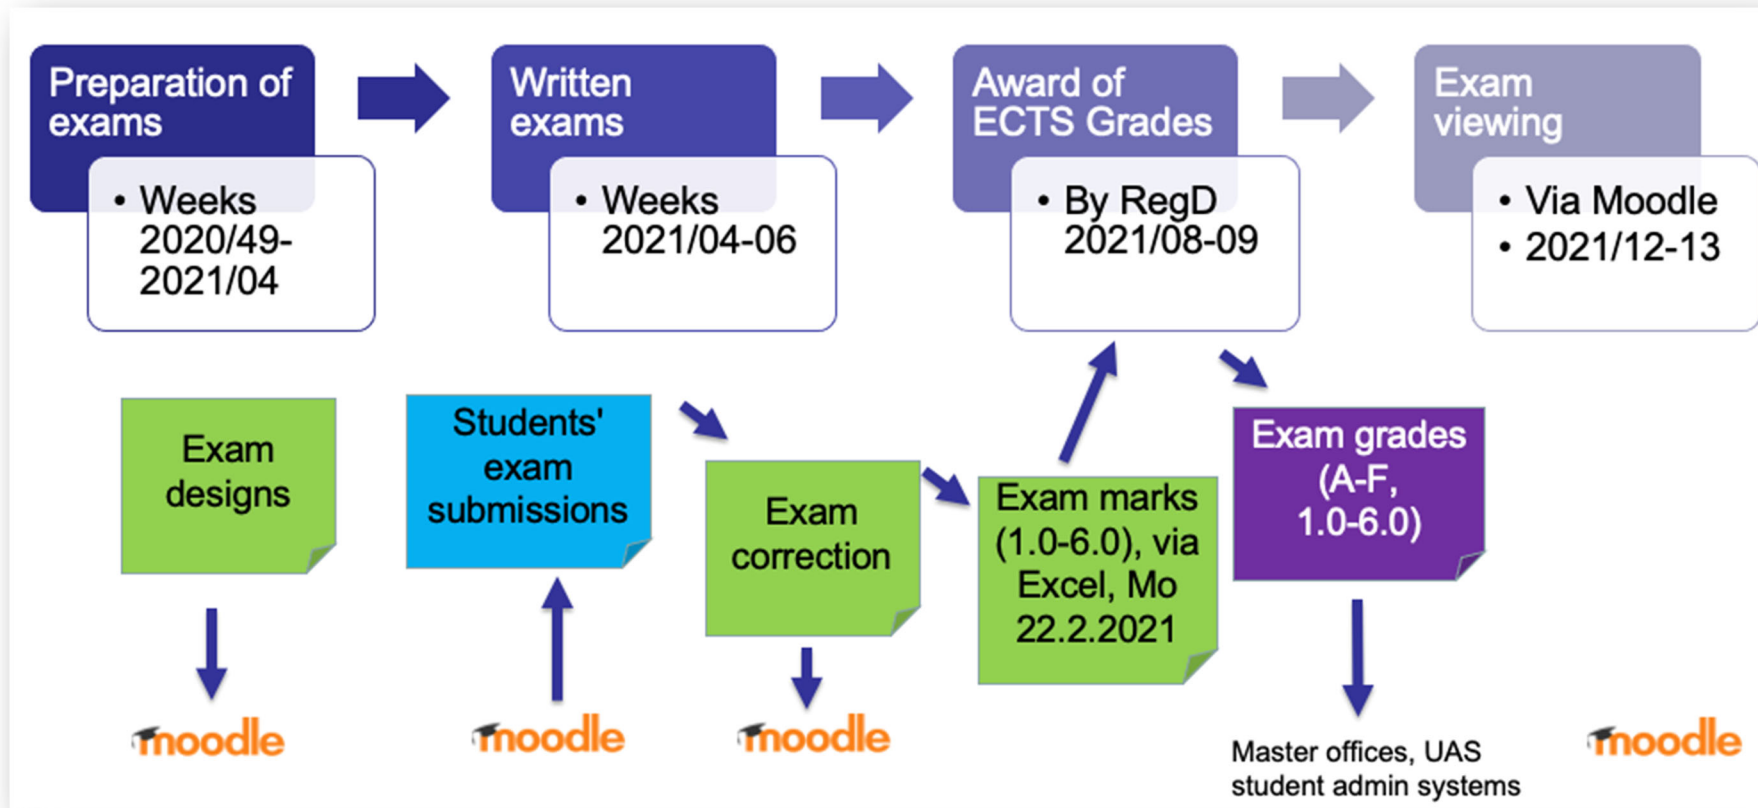 Preparation of
exams
• Weeks
2020/49-
2021/04
Written
exams
• Weeks
2021/04-06
Award of
ECTS Grades
• By RegD
2021/08-09
Exam
viewing
• Via Moodle
• 2021/12-13
Exam
designs
Students'
exam
submissions
Exam
correction
Exam marks
(1.0-6.0), via
Excel, Mo
22.2.2021
Exam grades
(A-F,
1.0-6.0)
moodle
moodle
moodle
Master offices, UAS
student admin systems
moodle